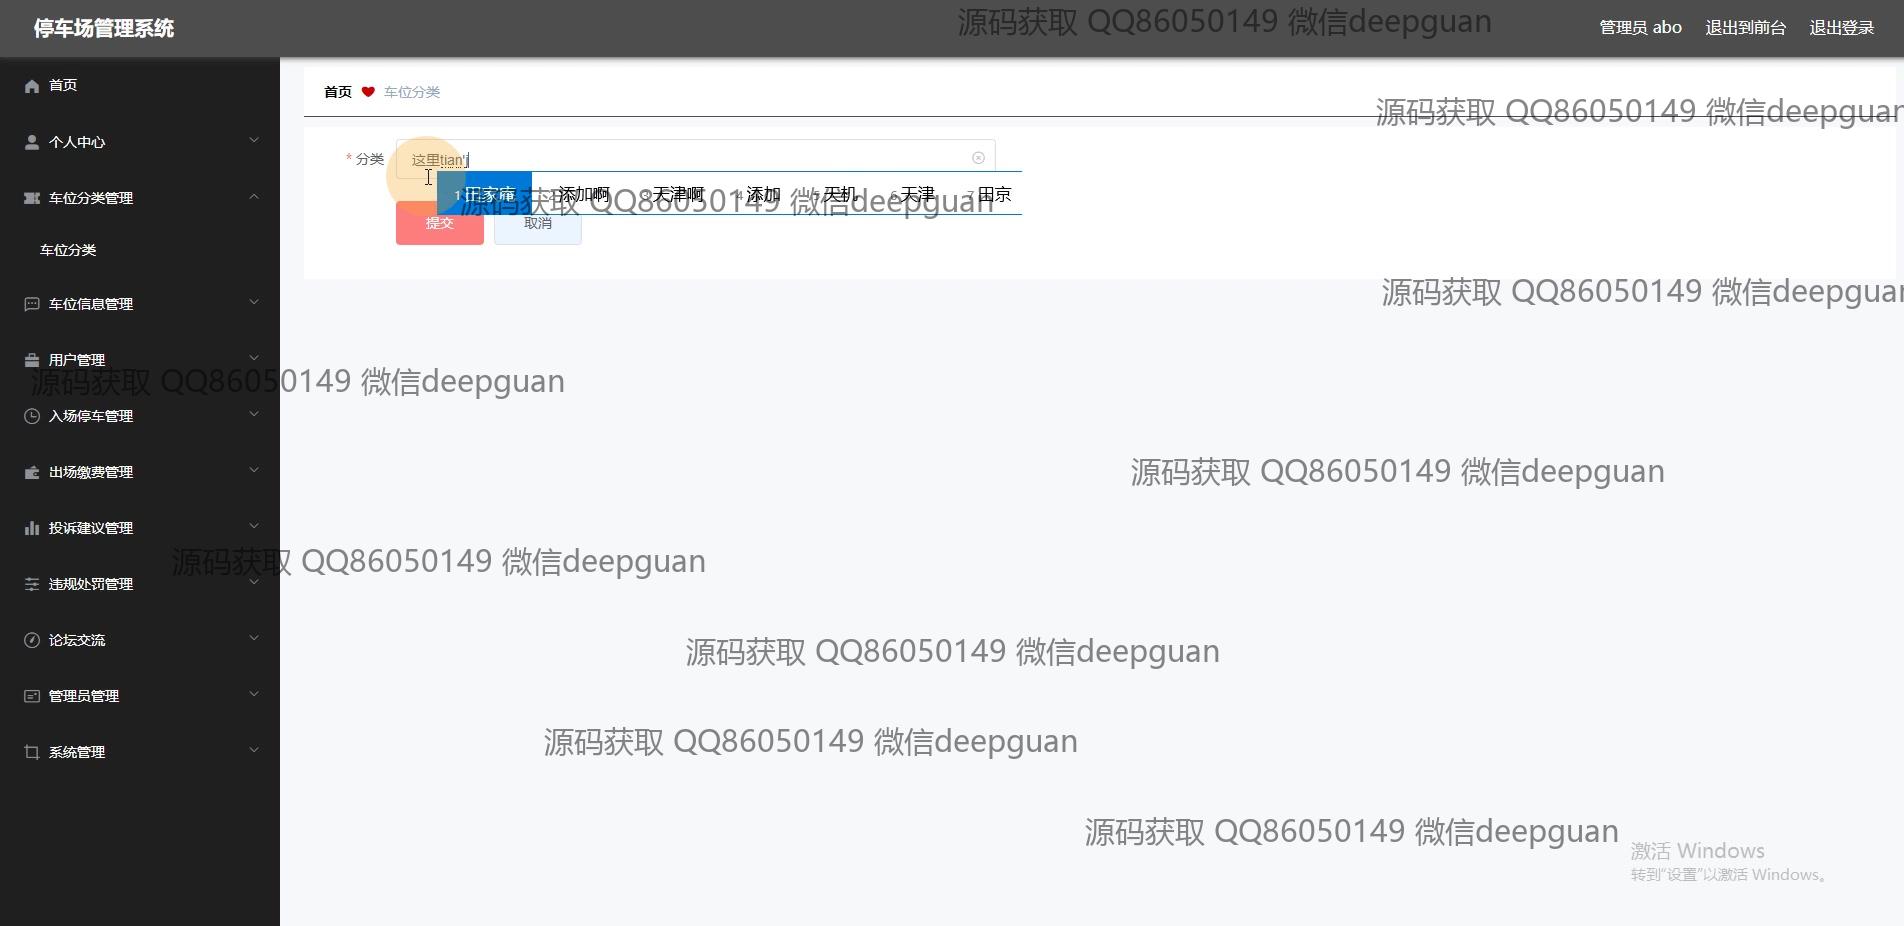 停车场管理系统
源码获取 QQ86050149 微信deepguan
管理员 abo
退出到前台
退出登录
首页
个人中心
车位分类管理
车位分类
车位信息管理
用户管理
入场停车管理
出场缴费管理
投诉建议管理
违规处罚管理
论坛交流
管理员管理
系统管理
首页 车位分类
源码获取 QQ86050149 微信deepguan
* 分类
这里tian'j
1 田家庵 2 添加啊 3 天津啊 4 添加 5 天机 6 天津 7 田京
源码获取 QQ86050149 微信deepguan
提交
取消
源码获取 QQ86050149 微信deepguan
源码获取 QQ86050149 微信deepguan
源码获取 QQ86050149 微信deepguan
源码获取 QQ86050149 微信deepguan
源码获取 QQ86050149 微信deepguan
源码获取 QQ86050149 微信deepguan
源码获取 QQ86050149 微信deepguan
激活 Windows
转到“设置”以激活 Windows。